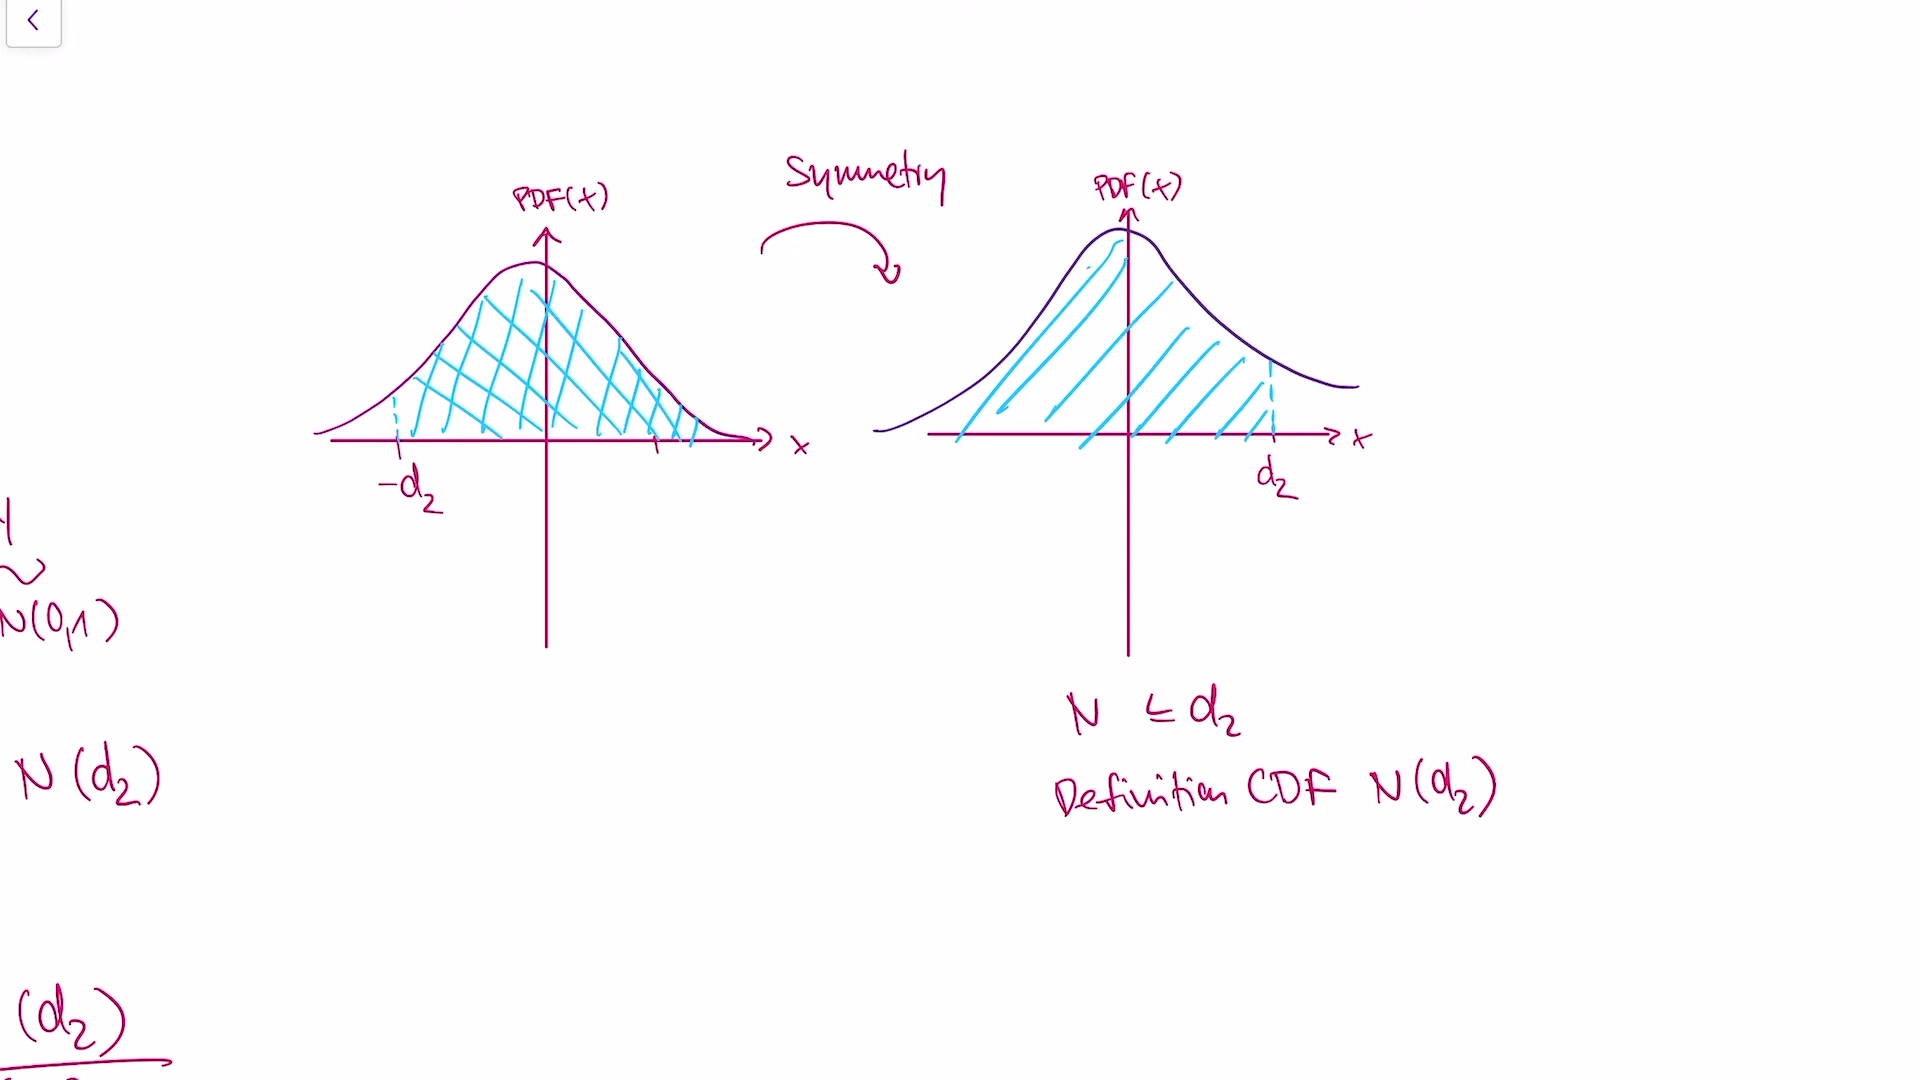 Symmetry
PDF(x)
PDF(x)
x
x
-d₂
d₂
N(0,1)
N ≤ d₂
N(d₂)
Definition CDF N(d₂)
(d₂)